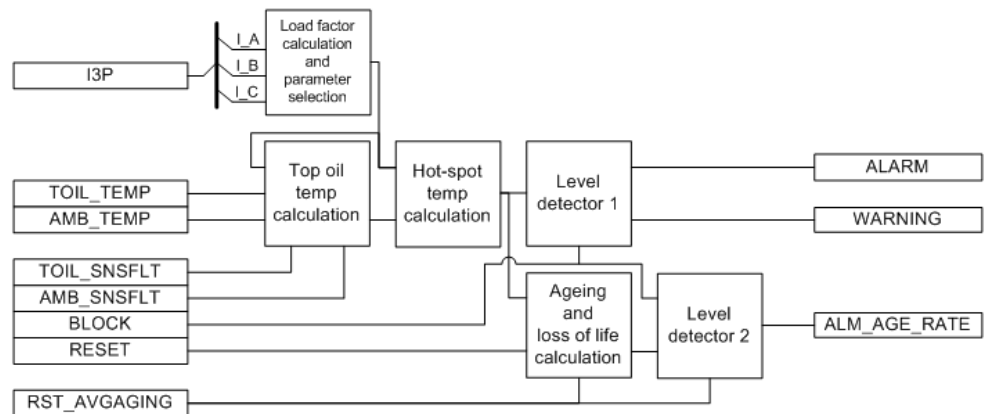 I3P
I_A
I_B
I_C
Load factor
calculation
and
parameter
selection
TOIL_TEMP
AMB_TEMP
TOIL_SNSFLT
AMB_SNSFLT
BLOCK
RESET
RST_AVGAGING
Top oil
temp
calculation
Hot-spot
temp
calculation
Level
detector 1
Ageing
and
loss of life
calculation
Level
detector 2
ALARM
WARNING
ALM_AGE_RATE